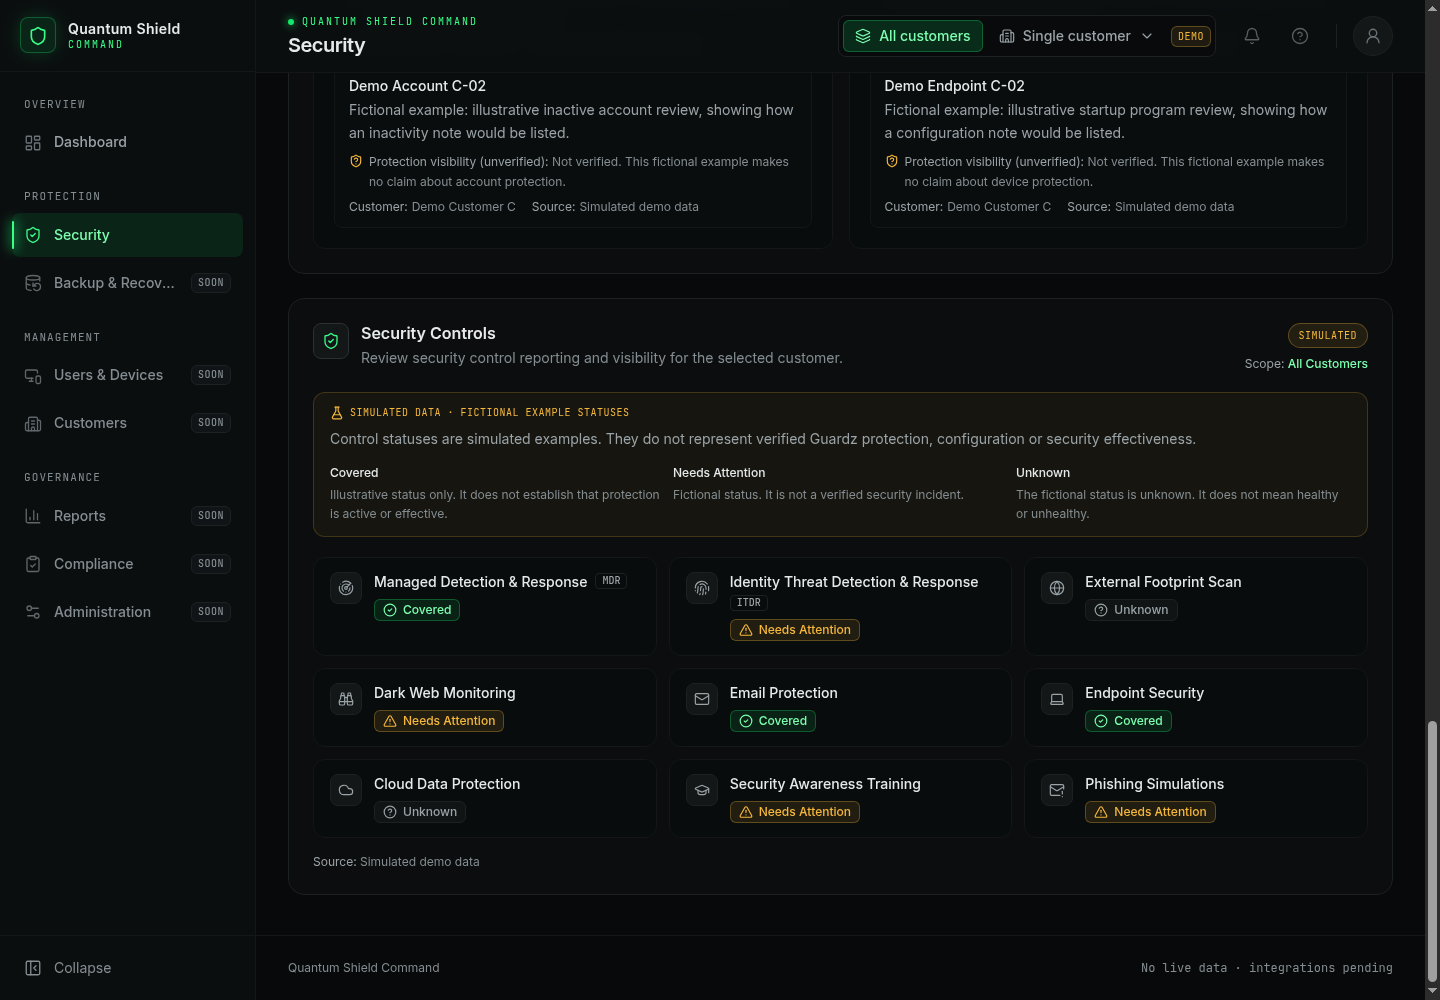 Quantum Shield
COMMAND
OVERVIEW
Dashboard
PROTECTION
Security
Backup & Recov... SOON
MANAGEMENT
Users & Devices SOON
Customers SOON
GOVERNANCE
Reports SOON
Compliance SOON
Administration SOON
Collapse
QUANTUM SHIELD COMMAND
Security
All customers
Single customer
DEMO
Demo Account C-02
Fictional example: illustrative inactive account review, showing how
an inactivity note would be listed.
Protection visibility (unverified): Not verified. This fictional example makes
no claim about account protection.
Customer: Demo Customer C Source: Simulated demo data
Demo Endpoint C-02
Fictional example: illustrative startup program review, showing how
a configuration note would be listed.
Protection visibility (unverified): Not verified. This fictional example makes
no claim about device protection.
Customer: Demo Customer C Source: Simulated demo data
Security Controls
Review security control reporting and visibility for the selected customer.
SIMULATED
Scope: All Customers
SIMULATED DATA · FICTIONAL EXAMPLE STATUSES
Control statuses are simulated examples. They do not represent verified Guardz protection, configuration or security effectiveness.
Covered
Illustrative status only. It does not establish that protection
is active or effective.
Needs Attention
Fictional status. It is not a verified security incident.
Unknown
The fictional status is unknown. It does not mean healthy
or unhealthy.
Managed Detection & Response MDR
Covered
Identity Threat Detection & Response
ITDR
Needs Attention
External Footprint Scan
Unknown
Dark Web Monitoring
Needs Attention
Email Protection
Covered
Endpoint Security
Covered
Cloud Data Protection
Unknown
Security Awareness Training
Needs Attention
Phishing Simulations
Needs Attention
Source: Simulated demo data
Quantum Shield Command
No live data · integrations pending